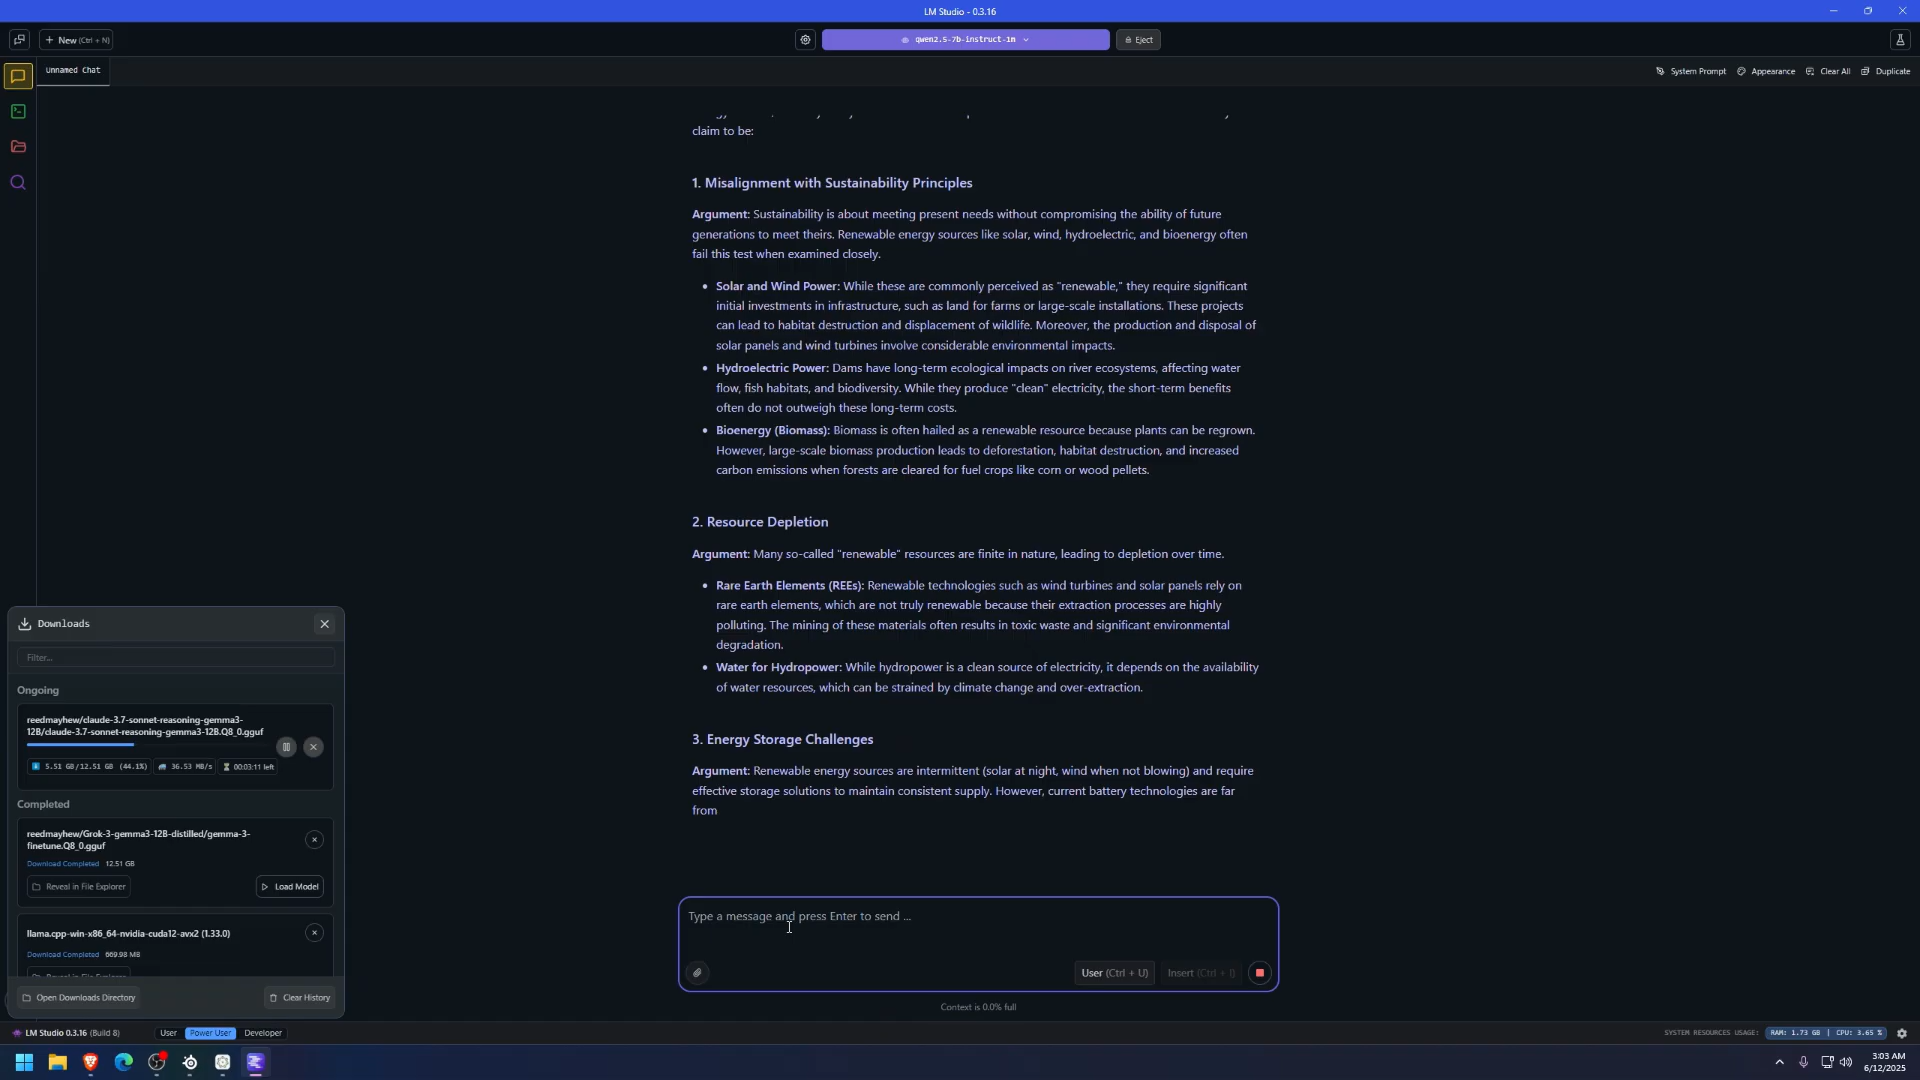 LM Studio - 0.3.16
New (Ctrl + N)
qwen2.5-7b-instruct-1m
Eject
Unnamed Chat
System Prompt
Appearance
Clear All
Duplicate
claim to be:
1. Misalignment with Sustainability Principles
Argument: Sustainability is about meeting present needs without compromising the ability of future
generations to meet theirs. Renewable energy sources like solar, wind, hydroelectric, and bioenergy often
fail this test when examined closely.
• Solar and Wind Power: While these are commonly perceived as "renewable," they require significant
initial investments in infrastructure, such as land for farms or large-scale installations. These projects
can lead to habitat destruction and displacement of wildlife. Moreover, the production and disposal of
solar panels and wind turbines involve considerable environmental impacts.
• Hydroelectric Power: Dams have long-term ecological impacts on river ecosystems, affecting water
flow, fish habitats, and biodiversity. While they produce "clean" electricity, the short-term benefits
often do not outweigh these long-term costs.
• Bioenergy (Biomass): Biomass is often hailed as a renewable resource because plants can be regrown.
However, large-scale biomass production leads to deforestation, habitat destruction, and increased
carbon emissions when forests are cleared for fuel crops like corn or wood pellets.
2. Resource Depletion
Argument: Many so-called "renewable" resources are finite in nature, leading to depletion over time.
• Rare Earth Elements (REEs): Renewable technologies such as wind turbines and solar panels rely on
rare earth elements, which are not truly renewable because their extraction processes are highly
polluting. The mining of these materials often results in toxic waste and significant environmental
degradation.
• Water for Hydropower: While hydropower is a clean source of electricity, it depends on the availability
of water resources, which can be strained by climate change and over-extraction.
3. Energy Storage Challenges
Argument: Renewable energy sources are intermittent (solar at night, wind when not blowing) and require
effective storage solutions to maintain consistent supply. However, current battery technologies are far
from
Type a message and press Enter to send ...
User (Ctrl + U)
Insert (Ctrl + I)
Context is 0.0% full
Downloads
Filter...
Ongoing
reedmayhew/claude-3.7-sonnet-reasoning-gemma3-
12B/claude-3.7-sonnet-reasoning-gemma3-12B.Q8_0.gguf
5.51 GB/12.51 GB (44.1%)
36.53 MB/s
00:03:11 left
Completed
reedmayhew/Grok-3-gemma3-12B-distilled/gemma-3-
finetune.Q8_0.gguf
Download Completed 12.51 GB
Reveal in File Explorer
Load Model
llama.cpp-win-x86_64-nvidia-cuda12-avx2 (1.33.0)
Download Completed 669.98 MB
Reveal in File Explorer
Open Downloads Directory
Clear History
LM Studio 0.3.16 (Build 8)
User
Power User
Developer
SYSTEM RESOURCES USAGE:
RAM: 1.73 GB | CPU: 3.65 %
3:03 AM
6/12/2025